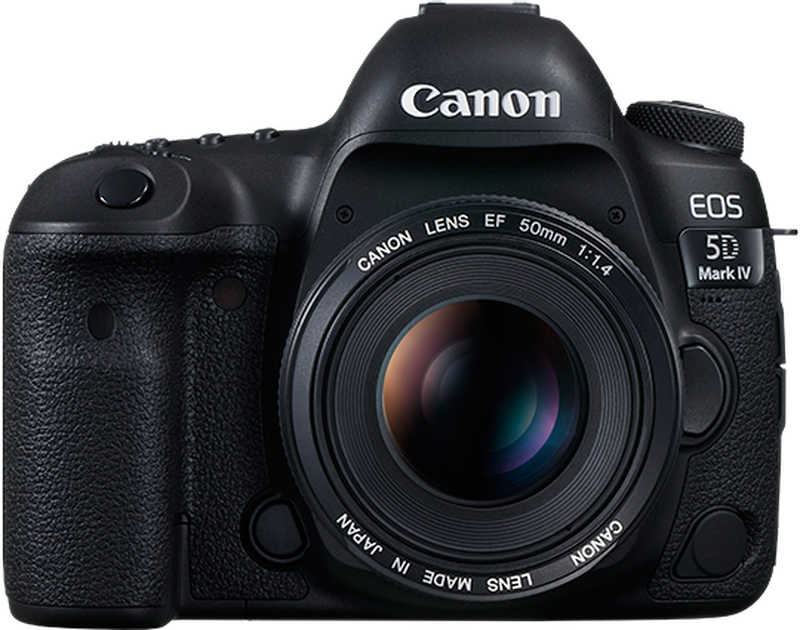 Canon
EOS
5D
Mark IV
CANON LENS EF 50mm 1:1.4
CANON LENS MADE IN JAPAN